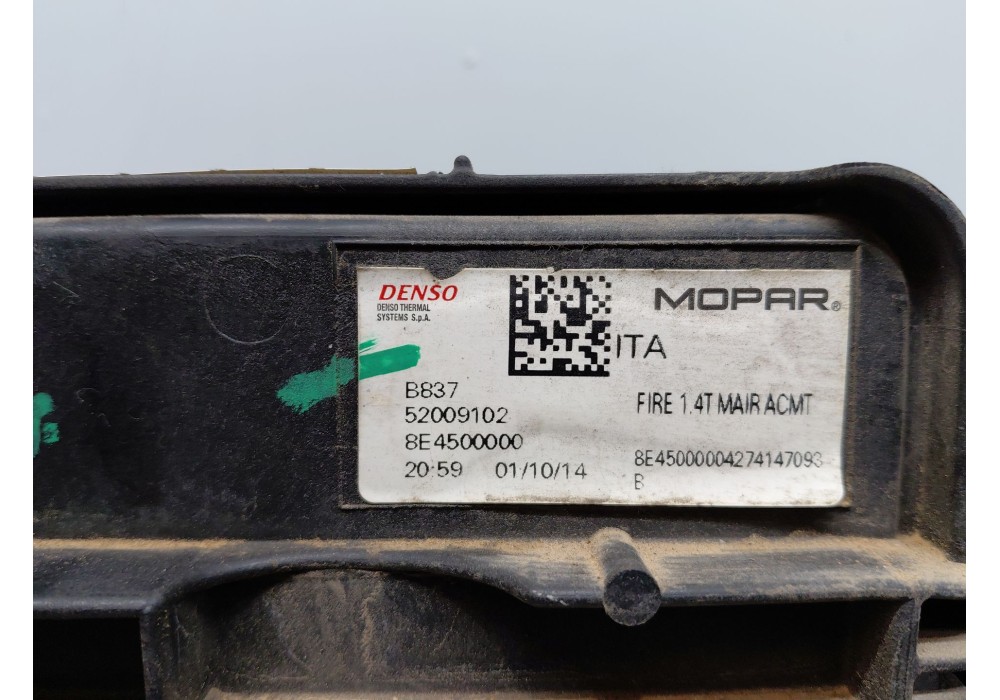 DENSO
DENSO THERMAL
SYSTEMS S.p.A.
MOPAR®
ITA
B837
52009102
8E4500000
20:59 01/10/14
FIRE 1.4T MAIR ACMT
8E45000004274147093
B